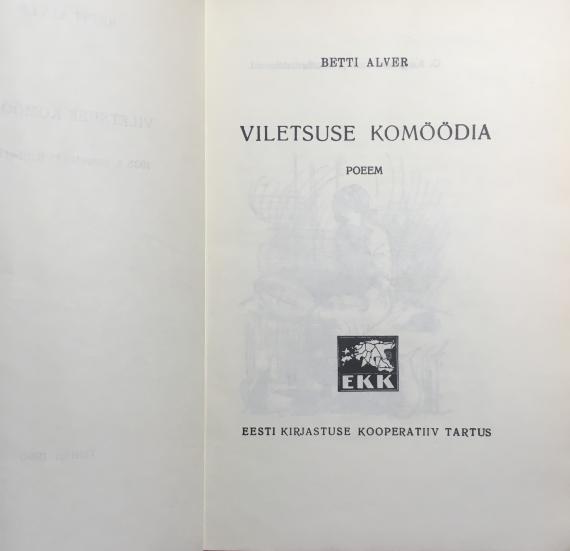 BETTI ALVER
VILETSUSE KOMÖÖDIA
POEEM
EKK
EESTI KIRJASTUSE KOOPERATIIV TARTUS